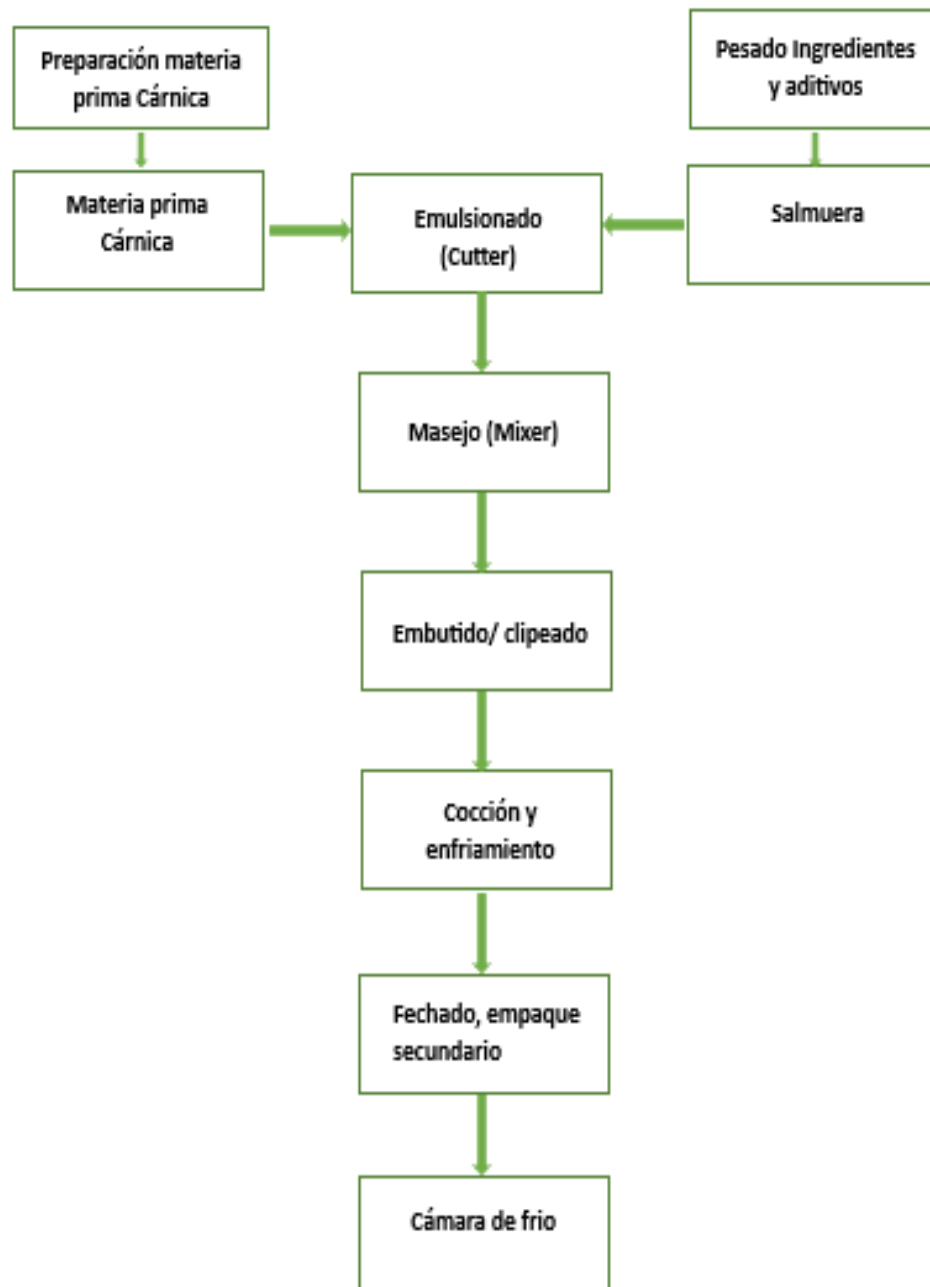 Preparación materia
prima Cárnica
Pesado Ingredientes
y aditivos
Materia prima
Cárnica
Emulsionado
(Cutter)
Salmuera
Masejo (Mixer)
Embutido/ clipeado
Cocción y
enfriamiento
Fechado, empaque
secundario
Cámara de frio